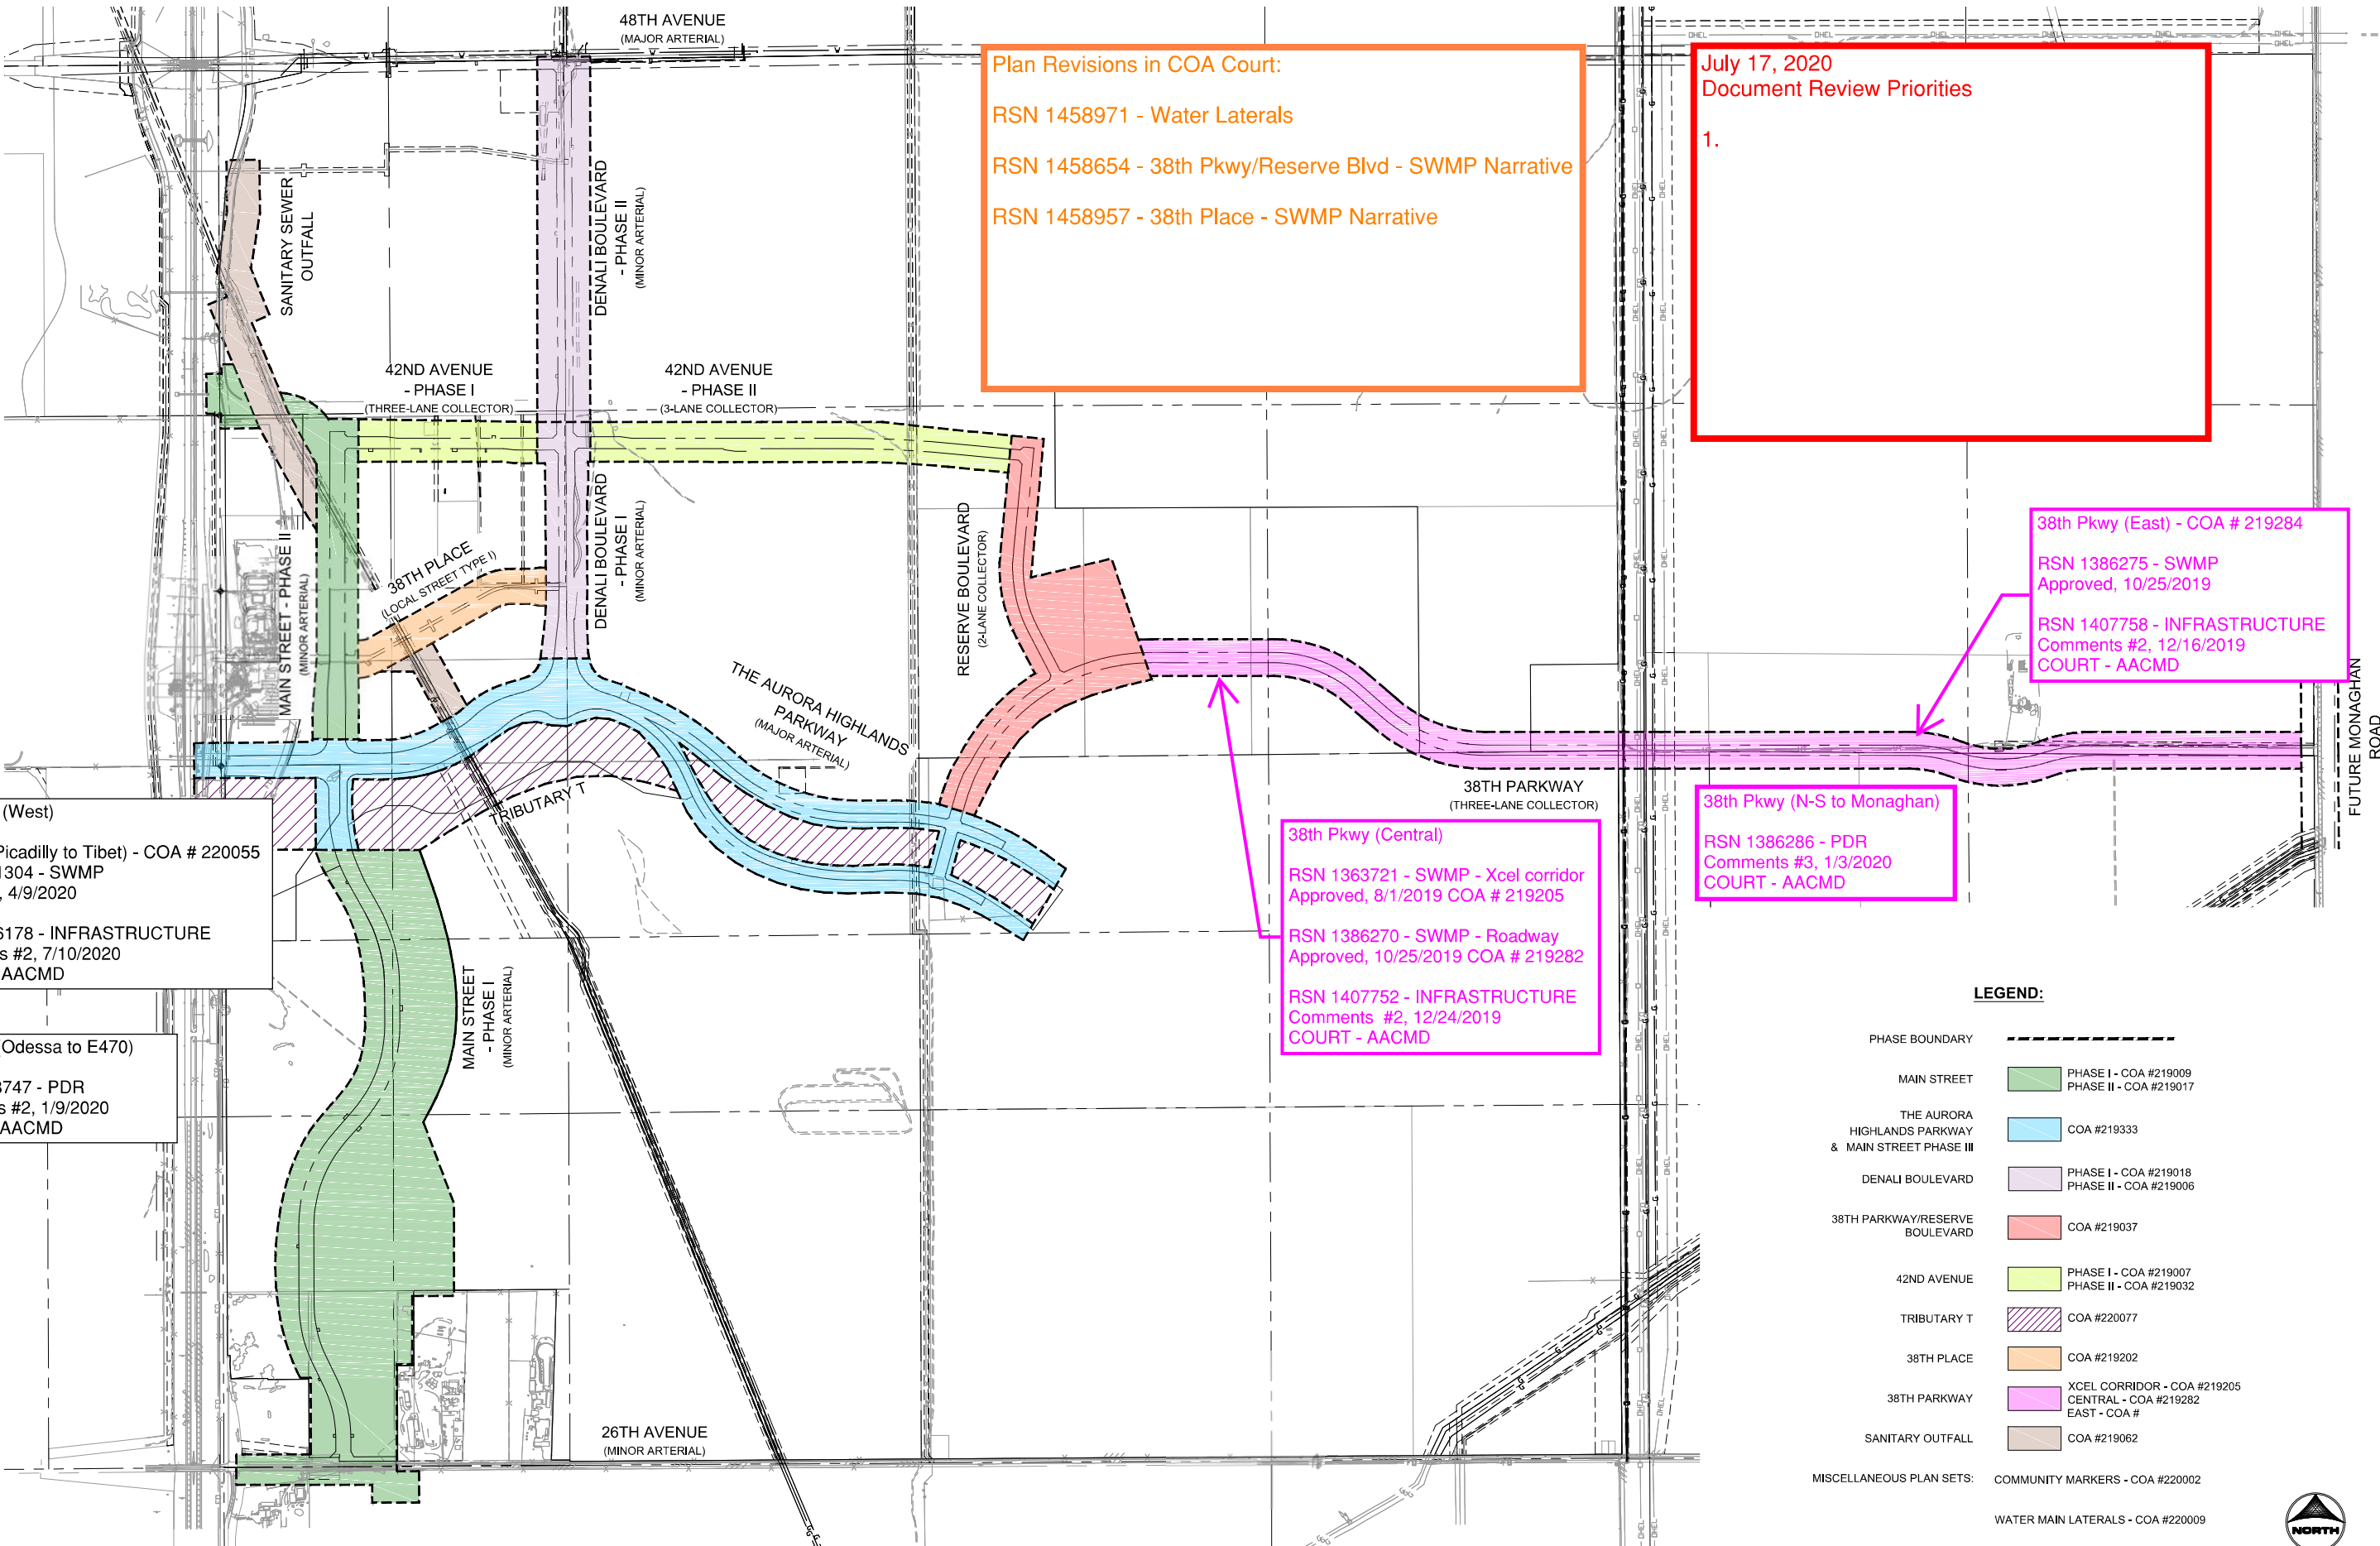 48TH AVENUE
(MAJOR ARTERIAL)
Plan Revisions in COA Court:
RSN 1458971 - Water Laterals
RSN 1458654 - 38th Pkwy/Reserve Blvd - SWMP Narrative
RSN 1458957 - 38th Place - SWMP Narrative
July 17, 2020
Document Review Priorities
1.
SANITARY SEWER
OUTFALL
DENALI BOULEVARD
- PHASE II
(MINOR ARTERIAL)
42ND AVENUE
- PHASE I
(THREE-LANE COLLECTOR)
42ND AVENUE
- PHASE II
(3-LANE COLLECTOR)
MAIN STREET - PHASE II
(MINOR ARTERIAL)
38TH PLACE
(LOCAL STREET TYPE I)
DENALI BOULEVARD
- PHASE I
(MINOR ARTERIAL)
RESERVE BOULEVARD
(2-LANE COLLECTOR)
THE AURORA HIGHLANDS
PARKWAY
(MAJOR ARTERIAL)
TRIBUTARY T
38th Pkwy (East) - COA # 219284
RSN 1386275 - SWMP
Approved, 10/25/2019
RSN 1407758 - INFRASTRUCTURE
Comments #2, 12/16/2019
COURT - AACMD
FUTURE MONAGHAN
ROAD
38TH PARKWAY
(THREE-LANE COLLECTOR)
38th Pkwy (N-S to Monaghan)
RSN 1386286 - PDR
Comments #3, 1/3/2020
COURT - AACMD
38th Pkwy (Central)
RSN 1363721 - SWMP - Xcel corridor
Approved, 8/1/2019 COA # 219205
RSN 1386270 - SWMP - Roadway
Approved, 10/25/2019 COA # 219282
RSN 1407752 - INFRASTRUCTURE
Comments #2, 12/24/2019
COURT - AACMD
(West)
Picadilly to Tibet) - COA # 220055
1304 - SWMP
, 4/9/2020
6178 - INFRASTRUCTURE
s #2, 7/10/2020
AACMD
(Odessa to E470)
8747 - PDR
s #2, 1/9/2020
AACMD
MAIN STREET
- PHASE I
(MINOR ARTERIAL)
26TH AVENUE
(MINOR ARTERIAL)
LEGEND:
PHASE BOUNDARY
MAIN STREET
PHASE I - COA #219009
PHASE II - COA #219017
THE AURORA
HIGHLANDS PARKWAY
& MAIN STREET PHASE III
COA #219333
DENALI BOULEVARD
PHASE I - COA #219018
PHASE II - COA #219006
38TH PARKWAY/RESERVE
BOULEVARD
COA #219037
42ND AVENUE
PHASE I - COA #219007
PHASE II - COA #219032
TRIBUTARY T
COA #220077
38TH PLACE
COA #219202
38TH PARKWAY
XCEL CORRIDOR - COA #219205
CENTRAL - COA #219282
EAST - COA #
SANITARY OUTFALL
COA #219062
MISCELLANEOUS PLAN SETS: COMMUNITY MARKERS - COA #220002
WATER MAIN LATERALS - COA #220009
NORTH